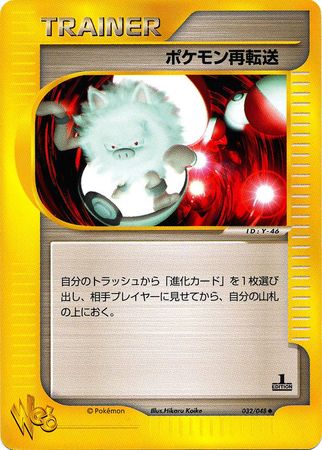 TRAINER
ポケモン再転送
ID:Y-46
自分のトラッシュから「進化カード」を1枚選
び出し、相手プレイヤーに見せてから、自分の山札
の上におく。
1
EDITION
Web
© Pokémon
Illus.Hikaru Koike
032/048 ◆